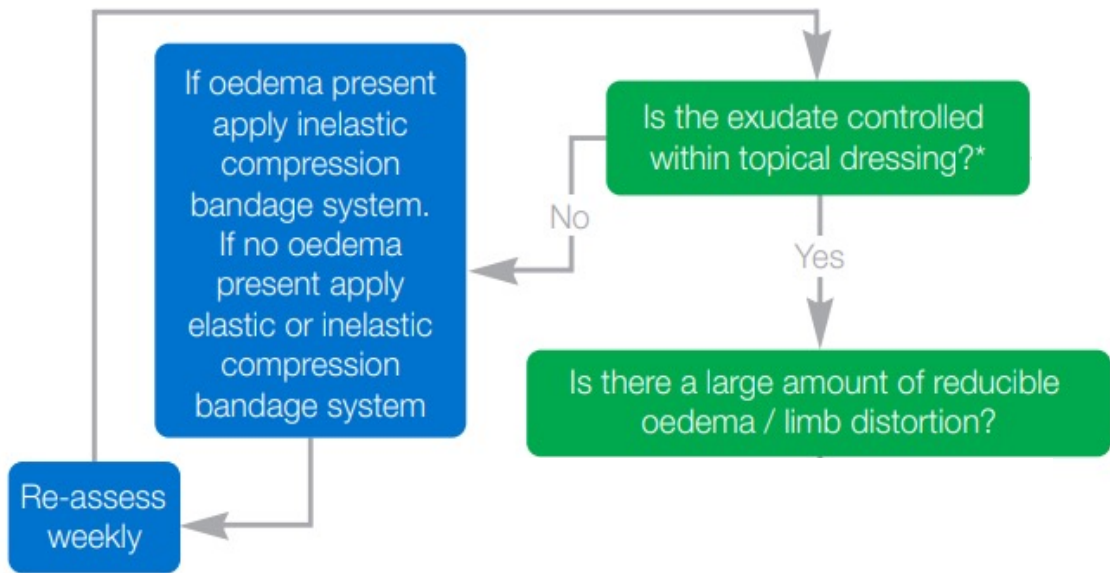 If oedema present
apply inelastic
compression
bandage system.
If no oedema
present apply
elastic or inelastic
compression
bandage system
Is the exudate controlled
within topical dressing?*
No
Yes
Is there a large amount of reducible
oedema / limb distortion?
Re-assess
weekly